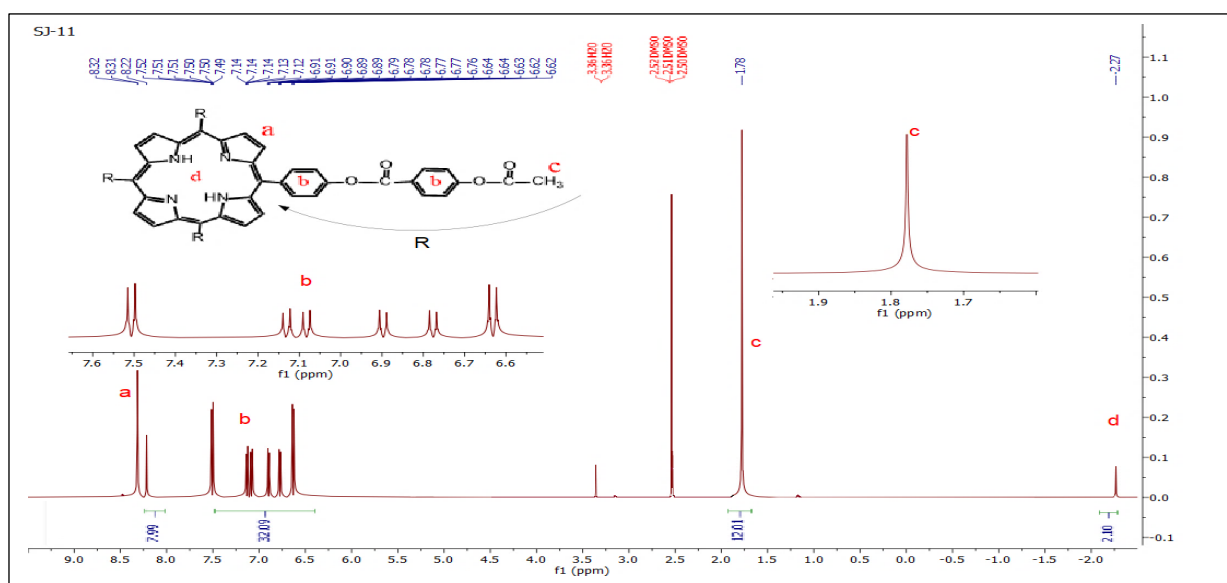 SJ-11
8.32
8.31
8.22
7.52
7.51
7.51
7.50
7.50
7.49
7.14
7.14
7.14
7.13
7.12
6.91
6.91
6.90
6.89
6.89
6.79
6.78
6.78
6.77
6.77
6.76
6.64
6.64
6.63
6.62
6.62
3.36 H2O
3.36 H2O
2.52 DMSO
2.51 DMSO
2.50 DMSO
1.78
-2.27
R
a
NH
N
R
d
b
O
O
b
O
O
C
CH₃
N
HN
R
R
b
7.6 7.5 7.4 7.3 7.2 7.1 7.0 6.9 6.8 6.7 6.6
f1 (ppm)
c
1.9 1.8 1.7
f1 (ppm)
a
b
c
d
7.99
32.09
12.01
2.10
9.0 8.5 8.0 7.5 7.0 6.5 6.0 5.5 5.0 4.5 4.0 3.5 3.0 2.5 2.0 1.5 1.0 0.5 0.0 -0.5 -1.0 -1.5 -2.0
f1 (ppm)
1.1
1.0
0.9
0.8
0.7
0.6
0.5
0.4
0.3
0.2
0.1
0.0
-0.1